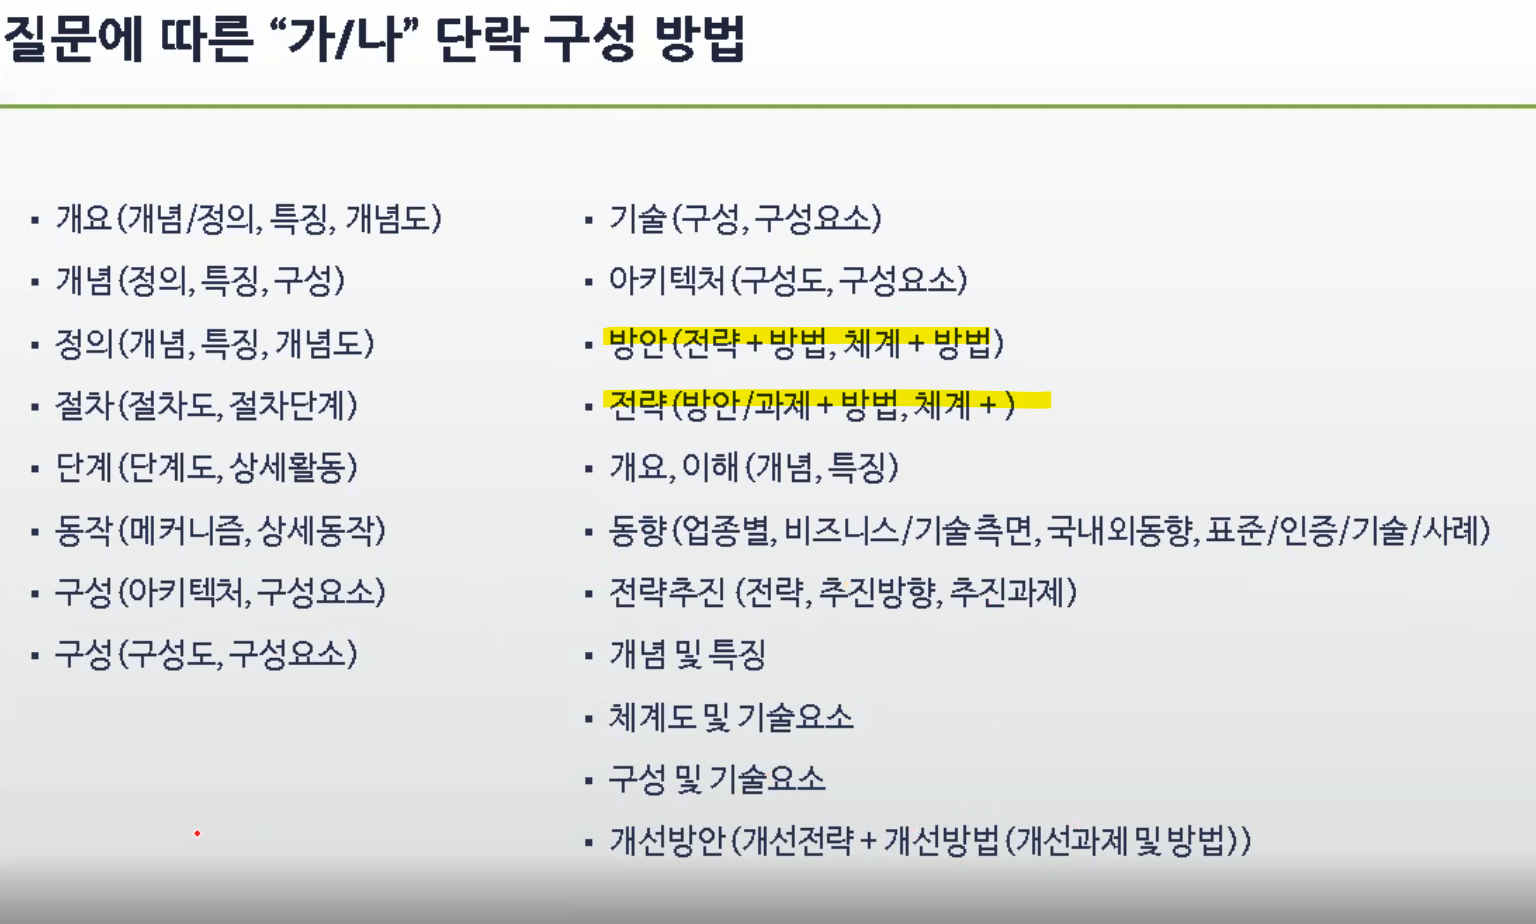 질문에 따른 “가/나” 단락 구성 방법
▪ 개요(개념/정의, 특징, 개념도)
▪ 개념(정의, 특징, 구성)
▪ 정의(개념, 특징, 개념도)
▪ 절차(절차도, 절차단계)
▪ 단계(단계도, 상세활동)
▪ 동작(메커니즘, 상세동작)
▪ 구성(아키텍처, 구성요소)
▪ 구성(구성도, 구성요소)
▪ 기술(구성, 구성요소)
▪ 아키텍처(구성도, 구성요소)
▪ 방안(전략+방법, 체계+ 방법)
▪ 전략(방안/과제+방법, 체계+ )
▪ 개요, 이해(개념, 특징)
▪ 동향(업종별, 비즈니스/기술측면, 국내외동향, 표준/인증/기술/사례)
▪ 전략추진 (전략, 추진방향, 추진과제)
▪ 개념 및 특징
▪ 체계도 및 기술요소
▪ 구성 및 기술요소
▪ 개선방안(개선전략+ 개선방법(개선과제 및 방법))